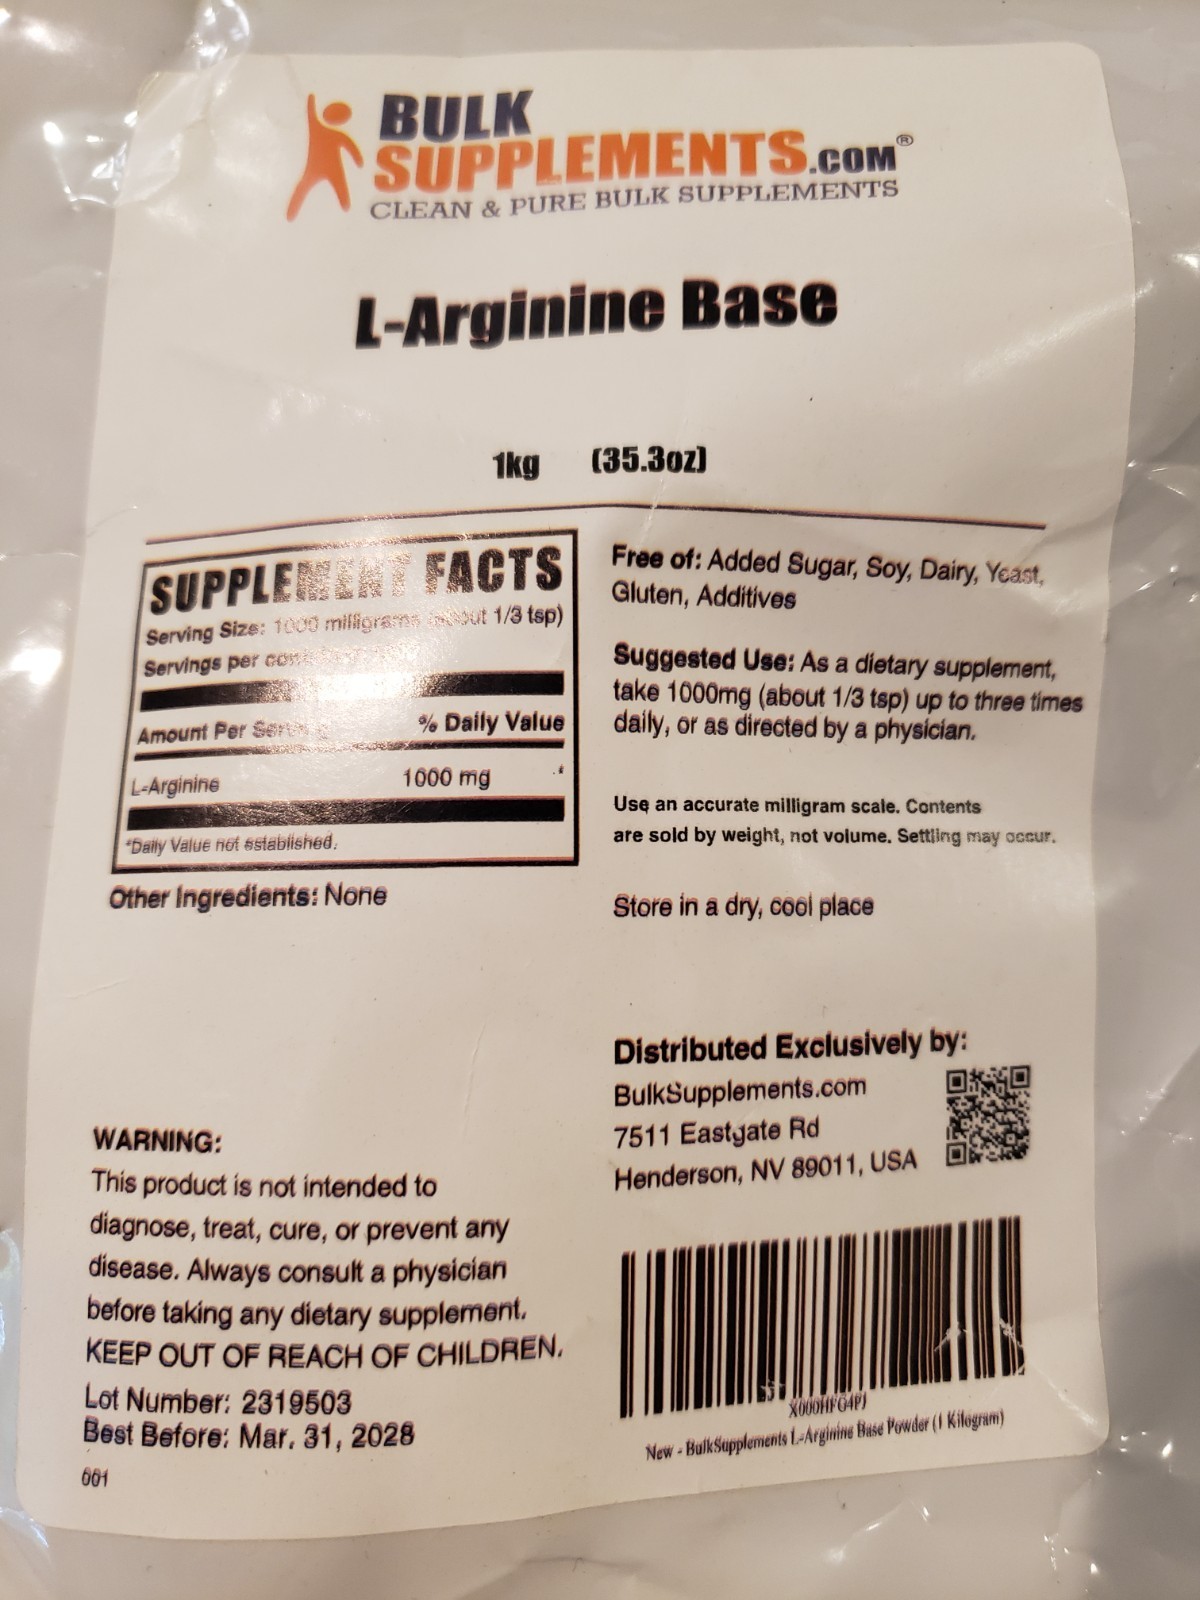 BULK
SUPPLEMENTS.COM®
CLEAN & PURE BULK SUPPLEMENTS
L-Arginine Base
1kg (35.3oz)
SUPPLEMENT FACTS
Serving Size: 1000 milligrams (about 1/3 tsp)
Servings per
Amount Per Serving % Daily Value
L-Arginine 1000 mg *
*Daily Value not established.
Other Ingredients: None
Free of: Added Sugar, Soy, Dairy, Yeast,
Gluten, Additives
Suggested Use: As a dietary supplement,
take 1000mg (about 1/3 tsp) up to three times
daily, or as directed by a physician.
Use an accurate milligram scale. Contents
are sold by weight, not volume. Settling may occur.
Store in a dry, cool place
WARNING:
This product is not intended to
diagnose, treat, cure, or prevent any
disease. Always consult a physician
before taking any dietary supplement.
KEEP OUT OF REACH OF CHILDREN.
Lot Number: 2319503
Best Before: Mar. 31, 2028
001
Distributed Exclusively by:
BulkSupplements.com
7511 Eastgate Rd
Henderson, NV 89011, USA
X000HFG4PJ
New - BulkSupplements L-Arginine Base Powder (1 Kilogram)